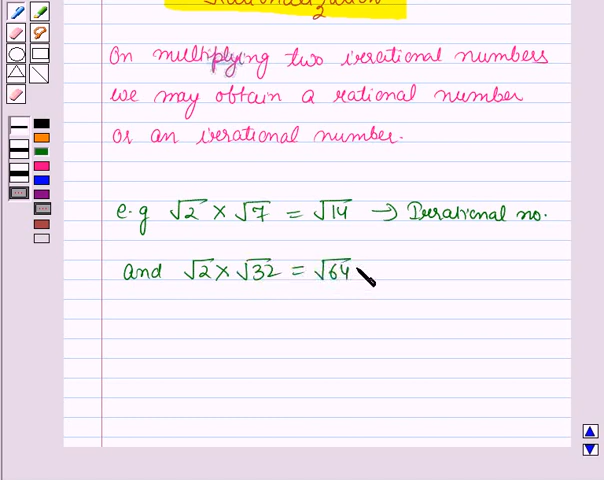 2
On multiplying two irrational numbers
we may obtain a rational number
or an irrational number.
e.g √2 × √7 = √14 → Irrational no.
and √2 × √32 = √64